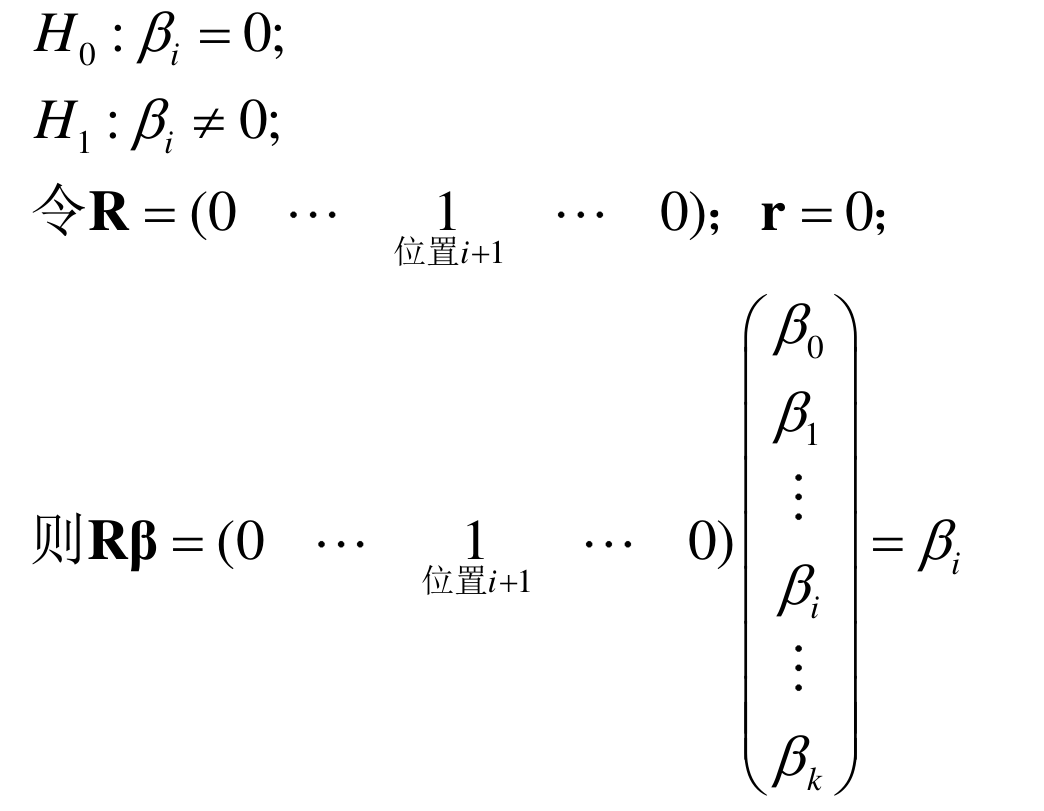 H₀ : βᵢ = 0;
H₁ : βᵢ ≠ 0;
令R = (0 ⋯ 1 ⋯ 0); r = 0;
位置i+1
则Rβ = (0 ⋯ 1 ⋯ 0) (β₀ β₁ ⋮ βᵢ ⋮ βₖ) = βᵢ
位置i+1